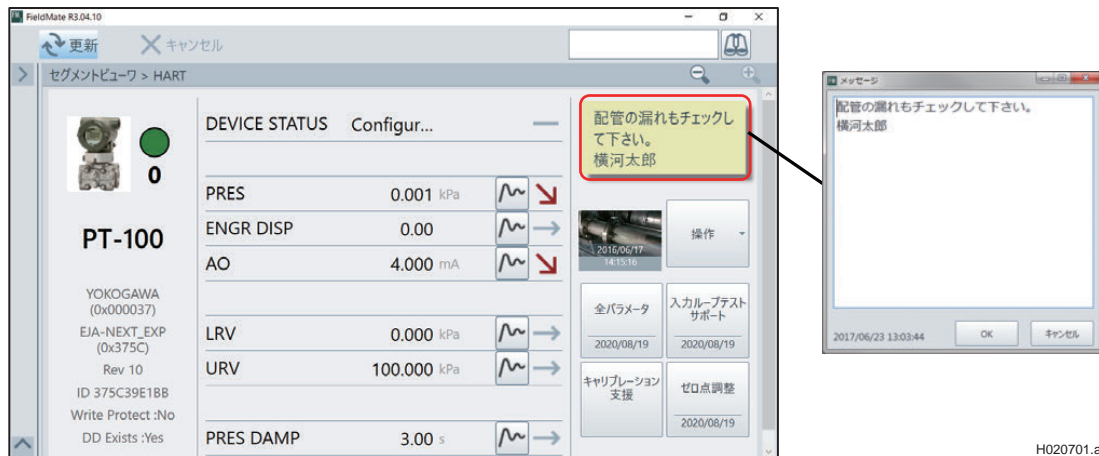 FieldMate R3.04.10
更新
キャンセル
セグメントビューワ > HART
0
PT-100
YOKOGAWA
(0x000037)
EJA-NEXT_EXP
(0x375C)
Rev 10
ID 375C39E1BB
Write Protect :No
DD Exists :Yes
DEVICE STATUS Configur...
PRES 0.001 kPa
ENGR DISP 0.00
AO 4.000 mA
LRV 0.000 kPa
URV 100.000 kPa
PRES DAMP 3.00 s
配管の漏れもチェックし
て下さい。
横河太郎
2016/06/17
14:15:16
操作
全パラメータ
2020/08/19
入力ループテスト
サポート
2020/08/19
キャリブレーション
支援
ゼロ点調整
2020/08/19
メッセージ
配管の漏れもチェックして下さい。
横河太郎
2017/06/23 13:03:44
OK
キャンセル
H020701.a